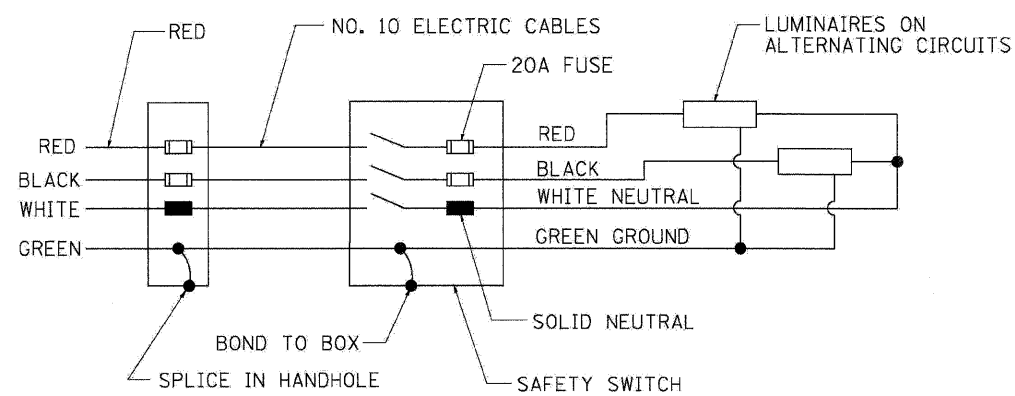 RED
NO. 10 ELECTRIC CABLES
LUMINAIRES ON
ALTERNATING CIRCUITS
20A FUSE
RED
RED
BLACK
BLACK
WHITE
WHITE NEUTRAL
GREEN
GREEN GROUND
SOLID NEUTRAL
BOND TO BOX
SPLICE IN HANDHOLE
SAFETY SWITCH